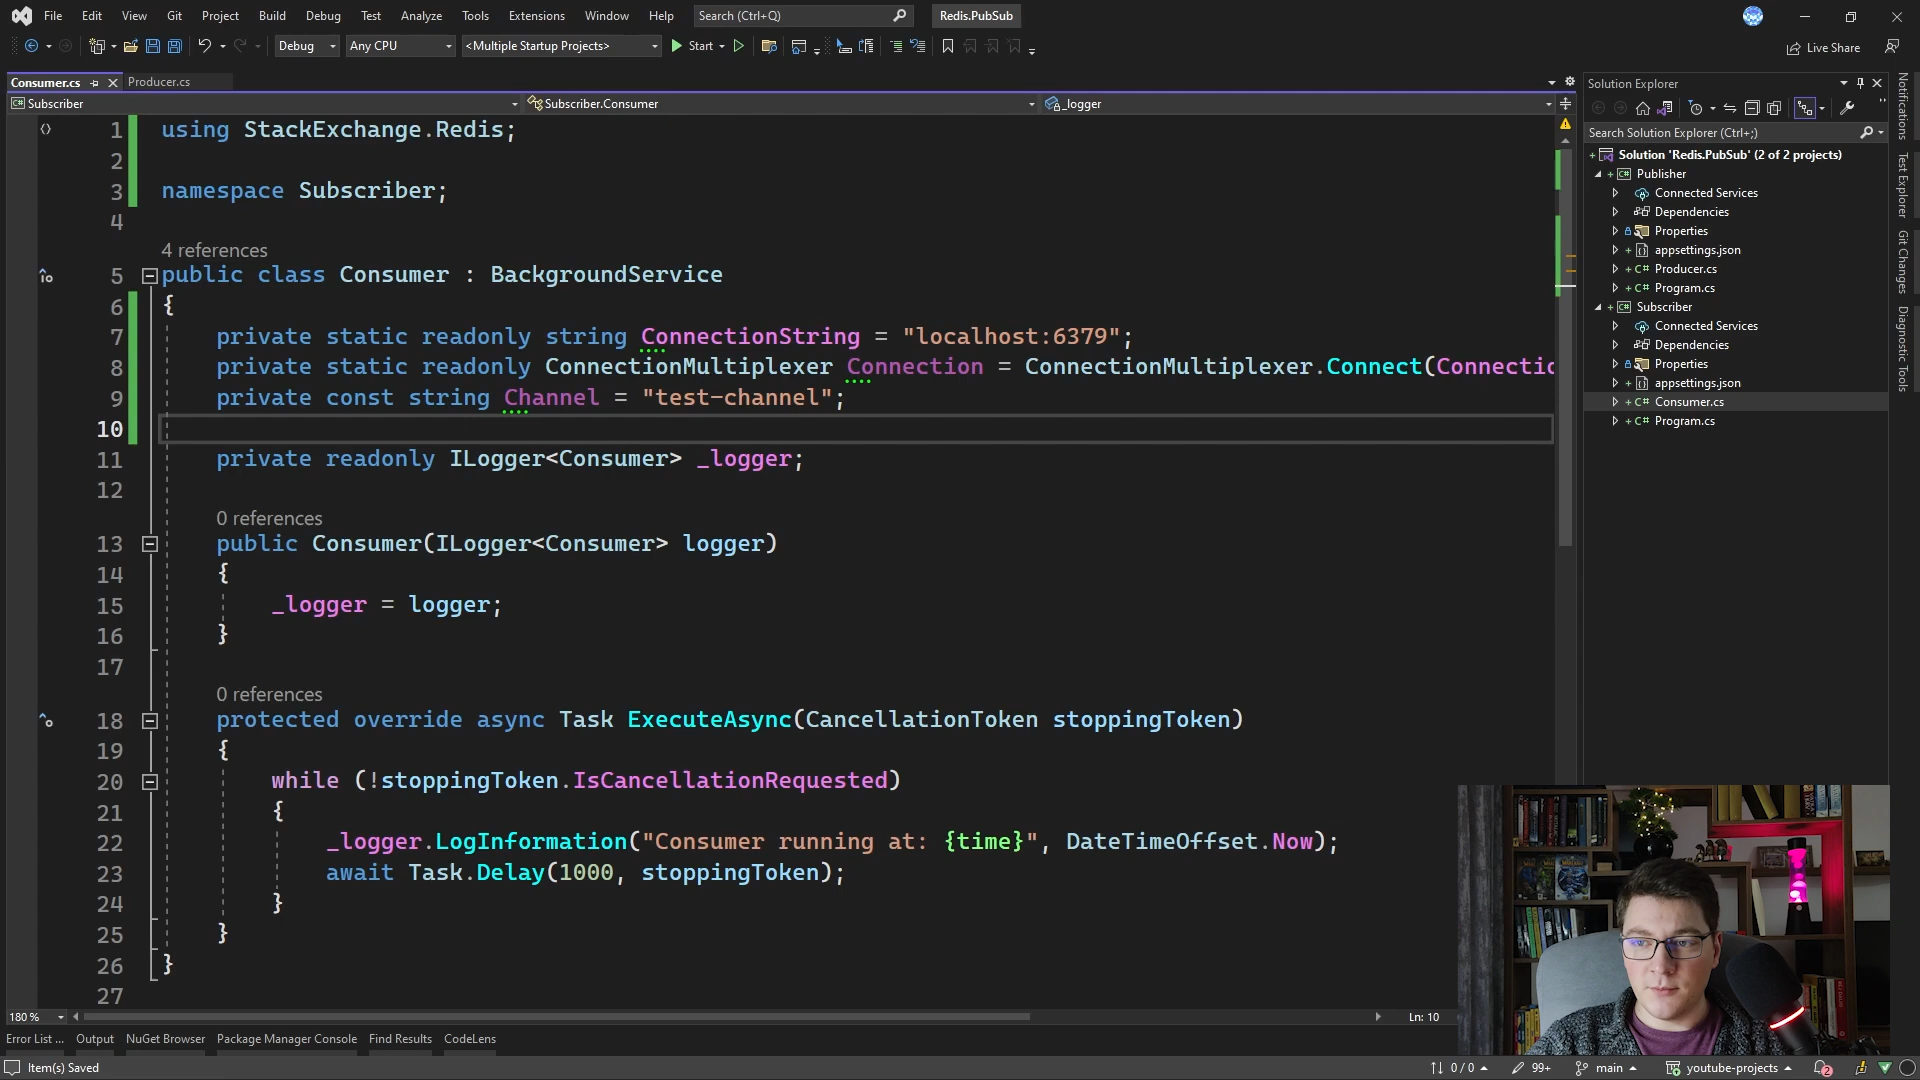 File Edit View Git Project Build Debug Test Analyze Tools Extensions Window Help Search (Ctrl+Q) Redis.PubSub
Debug Any CPU <Multiple Startup Projects> Start Live Share
Consumer.cs Producer.cs
Subscriber Subscriber.Consumer _logger
1 using StackExchange.Redis;
2
3 namespace Subscriber;
4
4 references
5 public class Consumer : BackgroundService
6 {
7 private static readonly string ConnectionString = "localhost:6379";
8 private static readonly ConnectionMultiplexer Connection = ConnectionMultiplexer.Connect(Connectio
9 private const string Channel = "test-channel";
10
11 private readonly ILogger<Consumer> _logger;
12
0 references
13 public Consumer(ILogger<Consumer> logger)
14 {
15 _logger = logger;
16 }
17
0 references
18 protected override async Task ExecuteAsync(CancellationToken stoppingToken)
19 {
20 while (!stoppingToken.IsCancellationRequested)
21 {
22 _logger.LogInformation("Consumer running at: {time}", DateTimeOffset.Now);
23 await Task.Delay(1000, stoppingToken);
24 }
25 }
26 }
27
180 % Ln: 10
Error List ... Output NuGet Browser Package Manager Console Find Results CodeLens
Item(s) Saved 0 / 0 99+ main youtube-projects 2
Solution Explorer
Search Solution Explorer (Ctrl+;)
Solution 'Redis.PubSub' (2 of 2 projects)
Publisher
Connected Services
Dependencies
Properties
appsettings.json
C# Producer.cs
C# Program.cs
Subscriber
Connected Services
Dependencies
Properties
appsettings.json
C# Consumer.cs
C# Program.cs
Notifications
Test Explorer
Git Changes
Diagnostic Tools